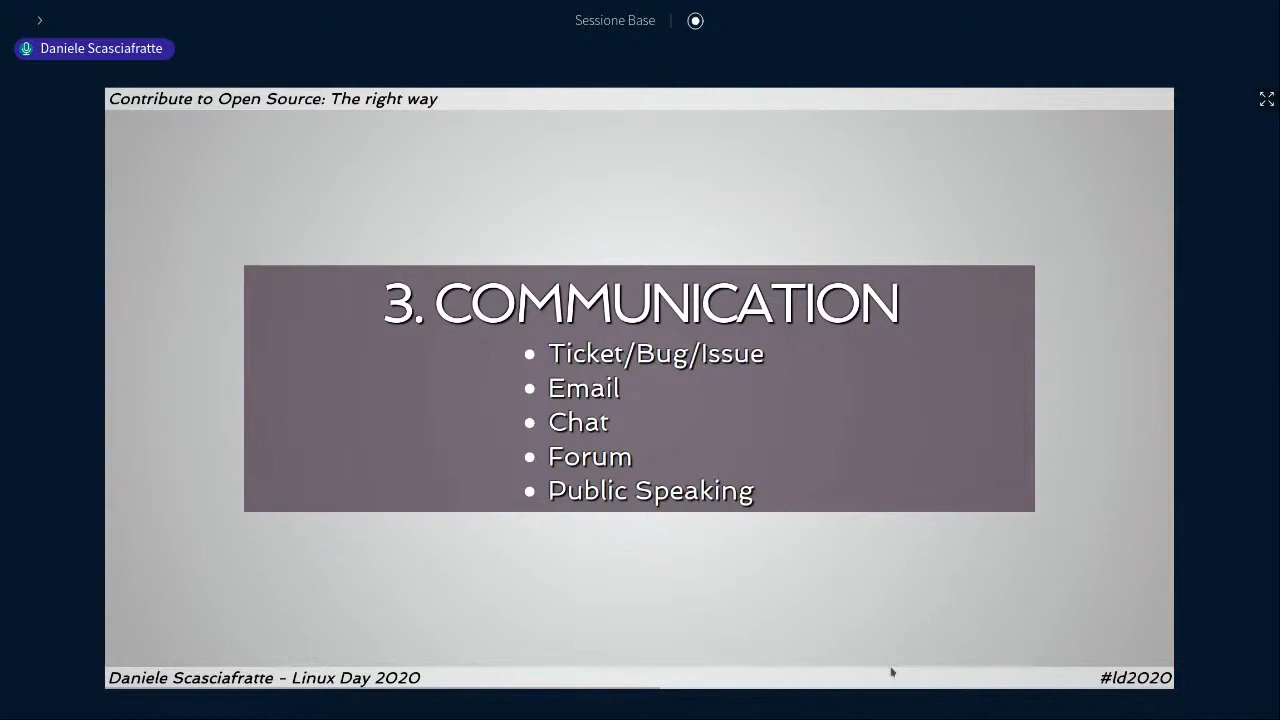 Sessione Base
Daniele Scasciafratte
Contribute to Open Source: The right way
3. COMMUNICATION
Ticket/Bug/Issue
Email
Chat
Forum
Public Speaking
Daniele Scasciafratte - Linux Day 2020
#ld2020